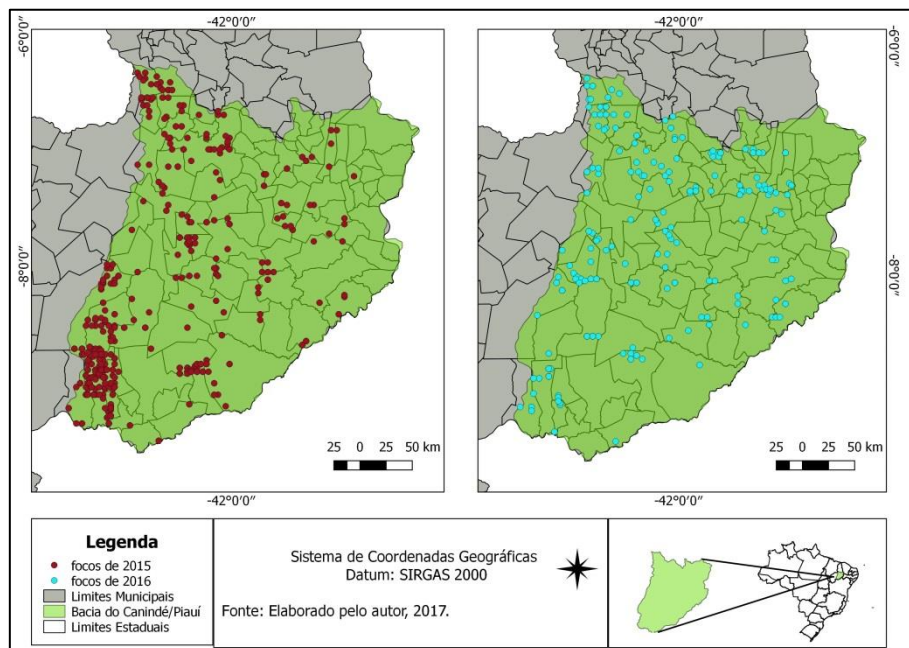 -42°0'0"
-42°0'0"
-6°0'0"
-6°0'0"
-8°0'0"
-8°0'0"
25 0 25 50 km
25 0 25 50 km
-42°0'0"
-42°0'0"
Legenda
focos de 2015
focos de 2016
Limites Municipais
Bacia do Canindé/Piauí
Limites Estaduais
Sistema de Coordenadas Geográficas
Datum: SIRGAS 2000
Fonte: Elaborado pelo autor, 2017.